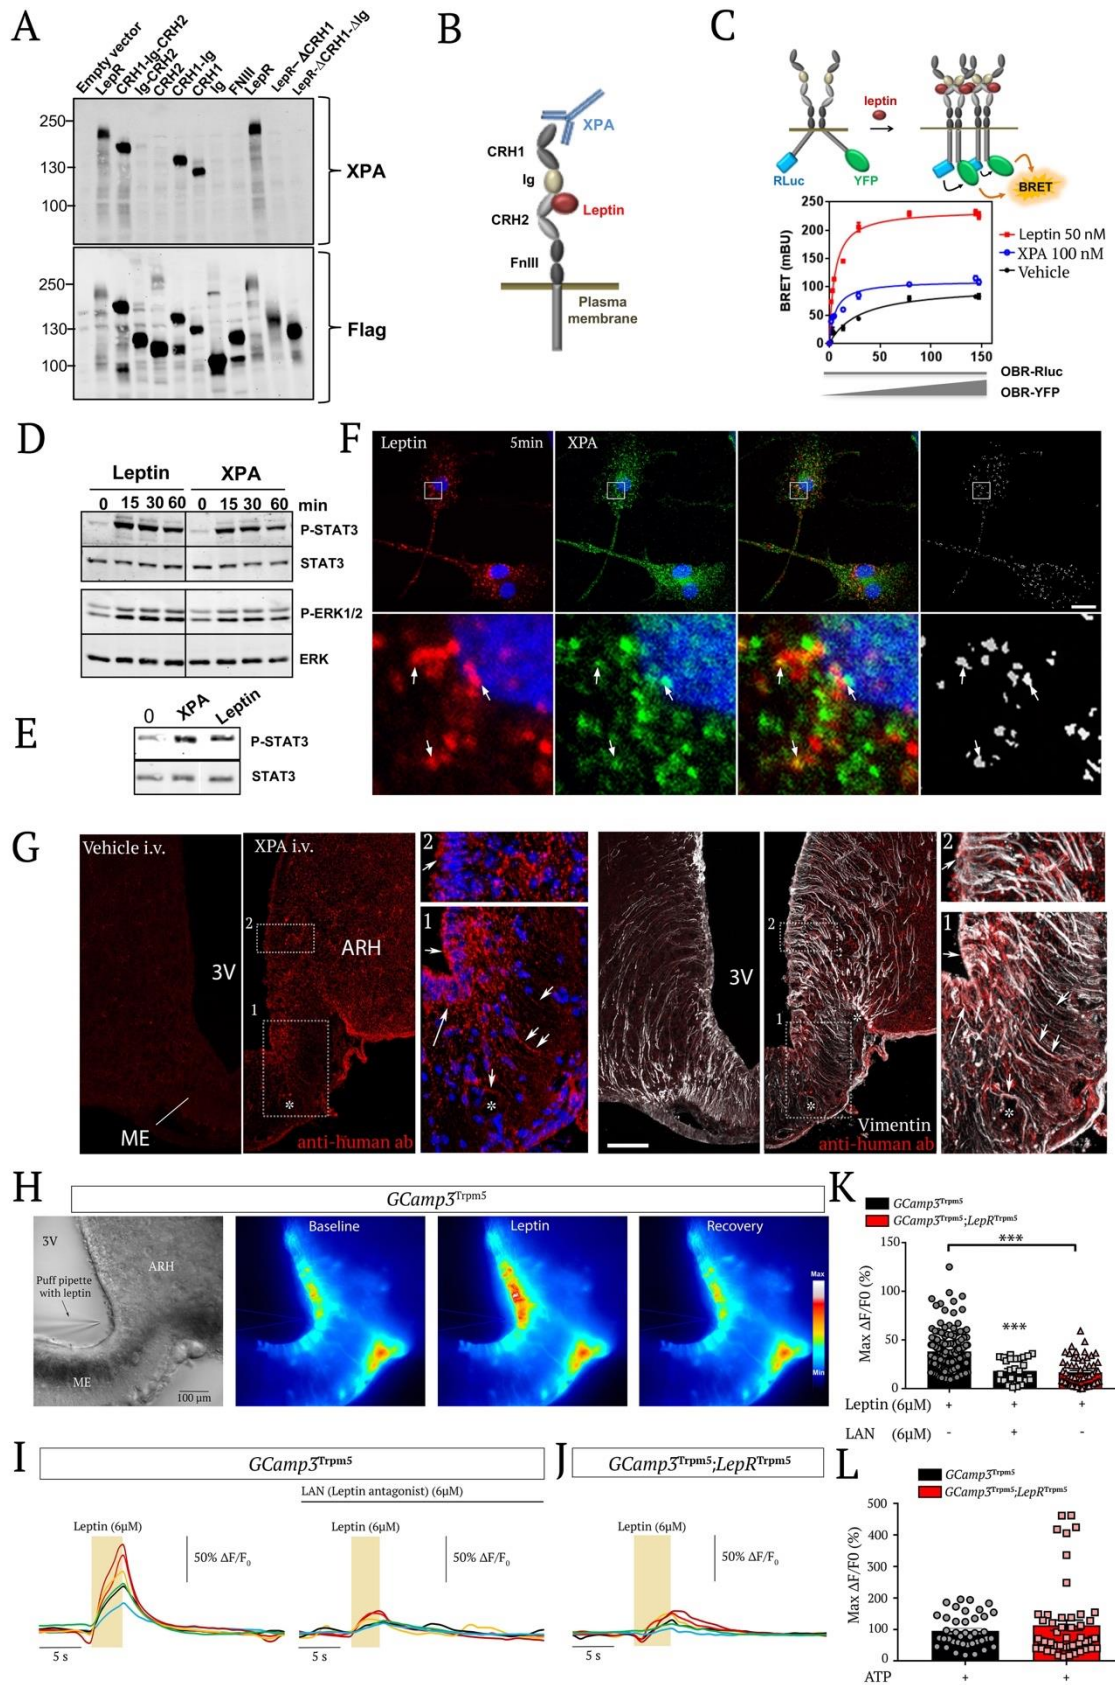 A
Empty vector
LepR
CRH1-Ig-CRH2
Ig-CRH2
CRH2
CRH1-Ig
CRH1
Ig
FNIII
LepR
LepR-ΔCRH1
LepR-ΔCRH1-ΔIg
250
130
100
XPA
250
130
100
Flag
B
XPA
CRH1
Ig
Leptin
CRH2
FnIII
Plasma
membrane
C
leptin
RLuc
YFP
BRET
BRET (mBU)
250
200
150
100
50
0
0
50
100
150
Leptin 50 nM
XPA 100 nM
Vehicle
OBR-Rluc
OBR-YFP
D
Leptin
XPA
0 15 30 60 0 15 30 60 min
P-STAT3
STAT3
P-ERK1/2
ERK
E
0 XPA Leptin
P-STAT3
STAT3
F
Leptin
5min
XPA
G
Vehicle i.v.
3V
ME
XPA i.v.
2
ARH
1
*
anti-human ab
2
1
*
3V
2
1
*
*
Vimentin
anti-human ab
2
1
*
H
GCamp3Trpm5
3V
ARH
Puff pipette
with leptin
ME
100 µm
Baseline
Leptin
Recovery
Max
Min
K
GCamp3Trpm5
GCamp3Trpm5;LepRTrpm5
Max ΔF/F0 (%)
150
100
50
0
***
***
Leptin (6µM) + + +
LAN (6µM) - + -
I
GCamp3Trpm5
LAN (Leptin antagonist) (6µM)
Leptin (6µM)
50% ΔF/F0
5 s
Leptin (6µM)
50% ΔF/F0
5 s
J
GCamp3Trpm5;LepRTrpm5
Leptin (6µM)
50% ΔF/F0
5 s
L
GCamp3Trpm5
GCamp3Trpm5;LepRTrpm5
Max ΔF/F0 (%)
500
400
300
200
100
0
ATP + +